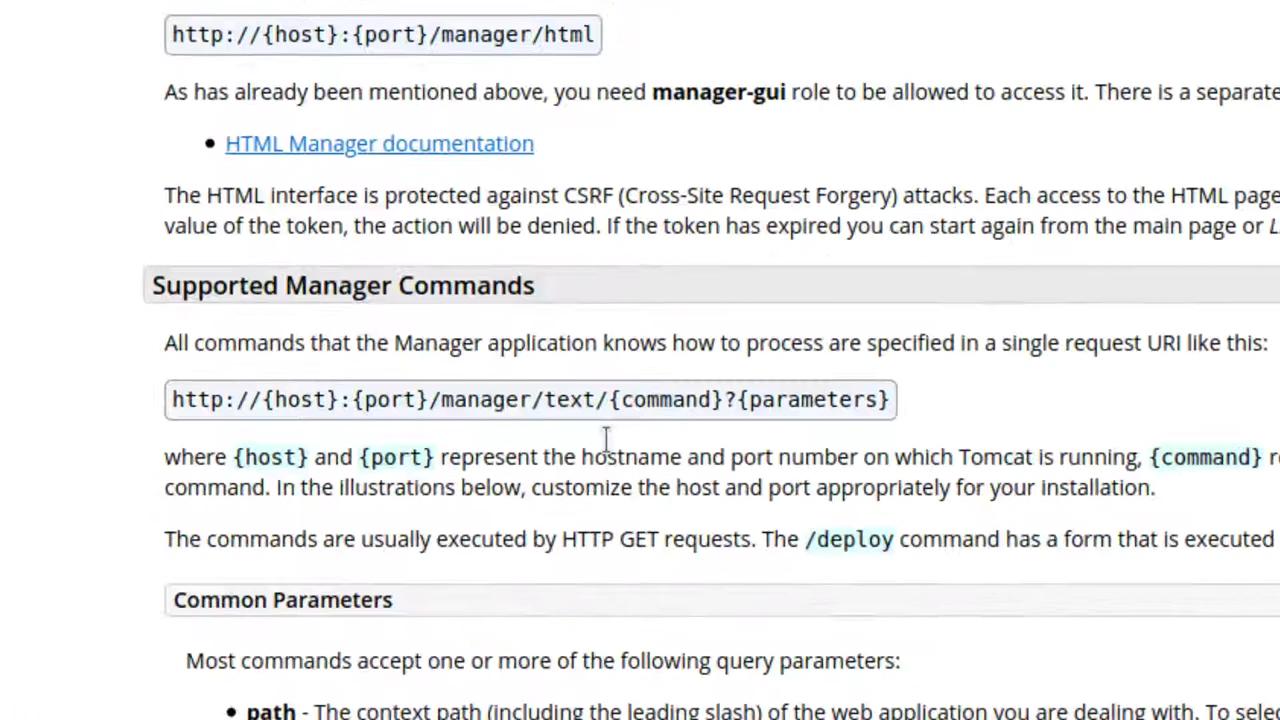 http://{host}:{port}/manager/html
As has already been mentioned above, you need manager-gui role to be allowed to access it. There is a separate
HTML Manager documentation
The HTML interface is protected against CSRF (Cross-Site Request Forgery) attacks. Each access to the HTML page
value of the token, the action will be denied. If the token has expired you can start again from the main page or
Supported Manager Commands
All commands that the Manager application knows how to process are specified in a single request URI like this:
http://{host}:{port}/manager/text/{command}?{parameters}
where {host} and {port} represent the hostname and port number on which Tomcat is running, {command}
command. In the illustrations below, customize the host and port appropriately for your installation.
The commands are usually executed by HTTP GET requests. The /deploy command has a form that is executed
Common Parameters
Most commands accept one or more of the following query parameters:
path - The context path (including the leading slash) of the web application you are dealing with. To